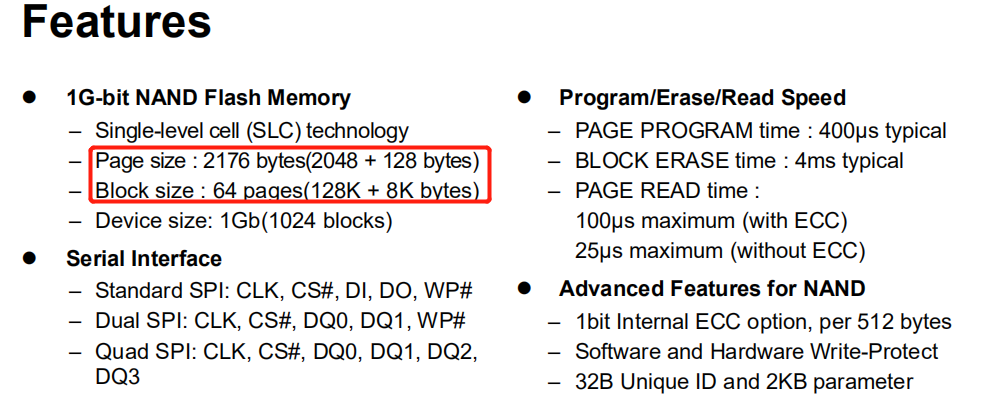 Features
● 1G-bit NAND Flash Memory
– Single-level cell (SLC) technology
– Page size : 2176 bytes(2048 + 128 bytes)
– Block size : 64 pages(128K + 8K bytes)
– Device size: 1Gb(1024 blocks)
● Serial Interface
– Standard SPI: CLK, CS#, DI, DO, WP#
– Dual SPI: CLK, CS#, DQ0, DQ1, WP#
– Quad SPI: CLK, CS#, DQ0, DQ1, DQ2,
DQ3
● Program/Erase/Read Speed
– PAGE PROGRAM time : 400µs typical
– BLOCK ERASE time : 4ms typical
– PAGE READ time :
100µs maximum (with ECC)
25µs maximum (without ECC)
● Advanced Features for NAND
– 1bit Internal ECC option, per 512 bytes
– Software and Hardware Write-Protect
– 32B Unique ID and 2KB parameter